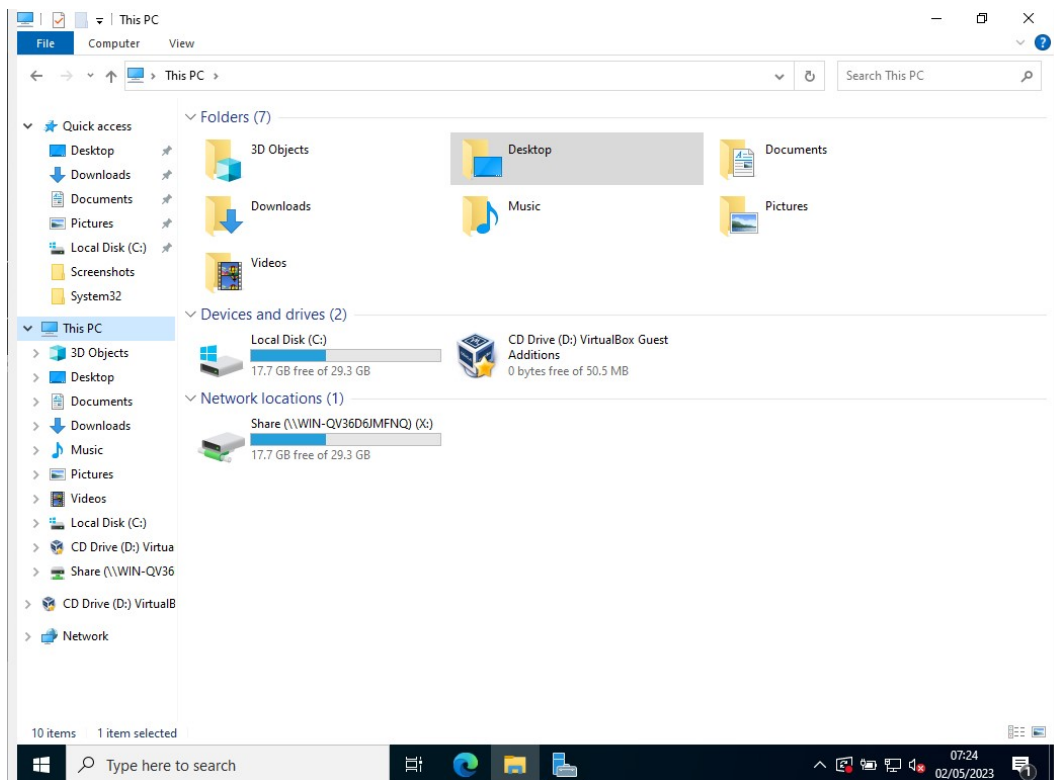 This PC
File Computer View
This PC
Search This PC
Quick access
Desktop
Downloads
Documents
Pictures
Local Disk (C:)
Screenshots
System32
This PC
3D Objects
Desktop
Documents
Downloads
Music
Pictures
Videos
Local Disk (C:)
CD Drive (D:) Virtua
Share (\\WIN-QV36
CD Drive (D:) VirtualB
Network
Folders (7)
3D Objects
Desktop
Documents
Downloads
Music
Pictures
Videos
Devices and drives (2)
Local Disk (C:)
17.7 GB free of 29.3 GB
CD Drive (D:) VirtualBox Guest
Additions
0 bytes free of 50.5 MB
Network locations (1)
Share (\\WIN-QV36D6JMFNQ) (X:)
17.7 GB free of 29.3 GB
10 items 1 item selected
Type here to search
07:24
02/05/2023
1